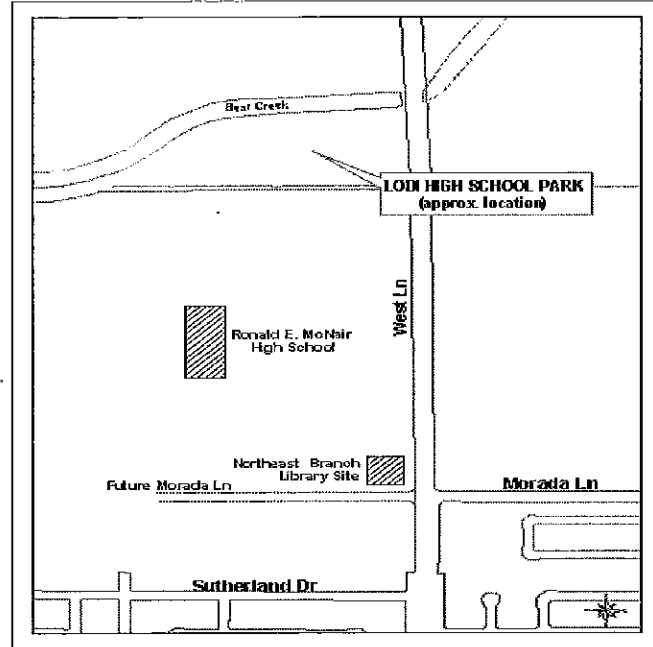 Bear Creek
LODI HIGH SCHOOL PARK
(approx. location)
West Ln
Ronald E. McNair
High School
Northeast Branch
Library Site
Future Morada Ln
Morada Ln
Sutherland Dr